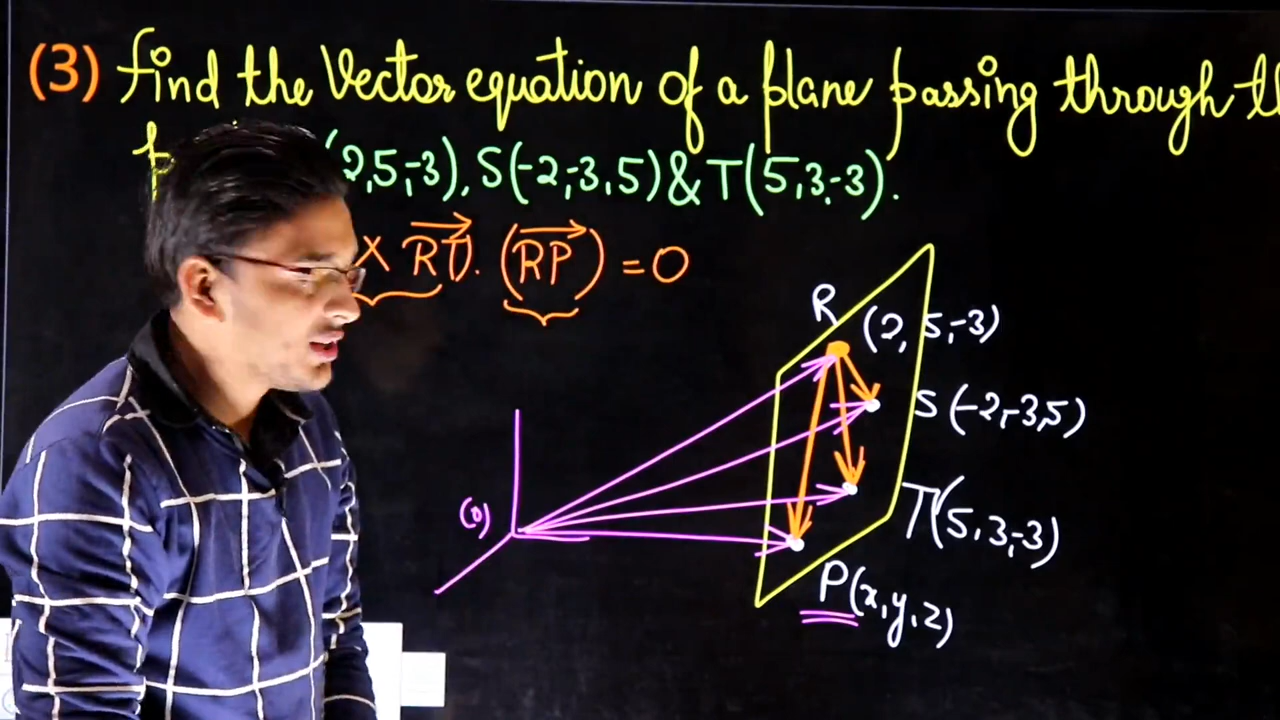 (3) Find the Vector equation of a plane passing through
2,5,-3), S(-2,-3,5) & T(5,3,-3).
× RT). (RP) = 0
R (2,5,-3)
S (-2,-3,5)
(0)
T(5,3,-3)
P(x,y,z)